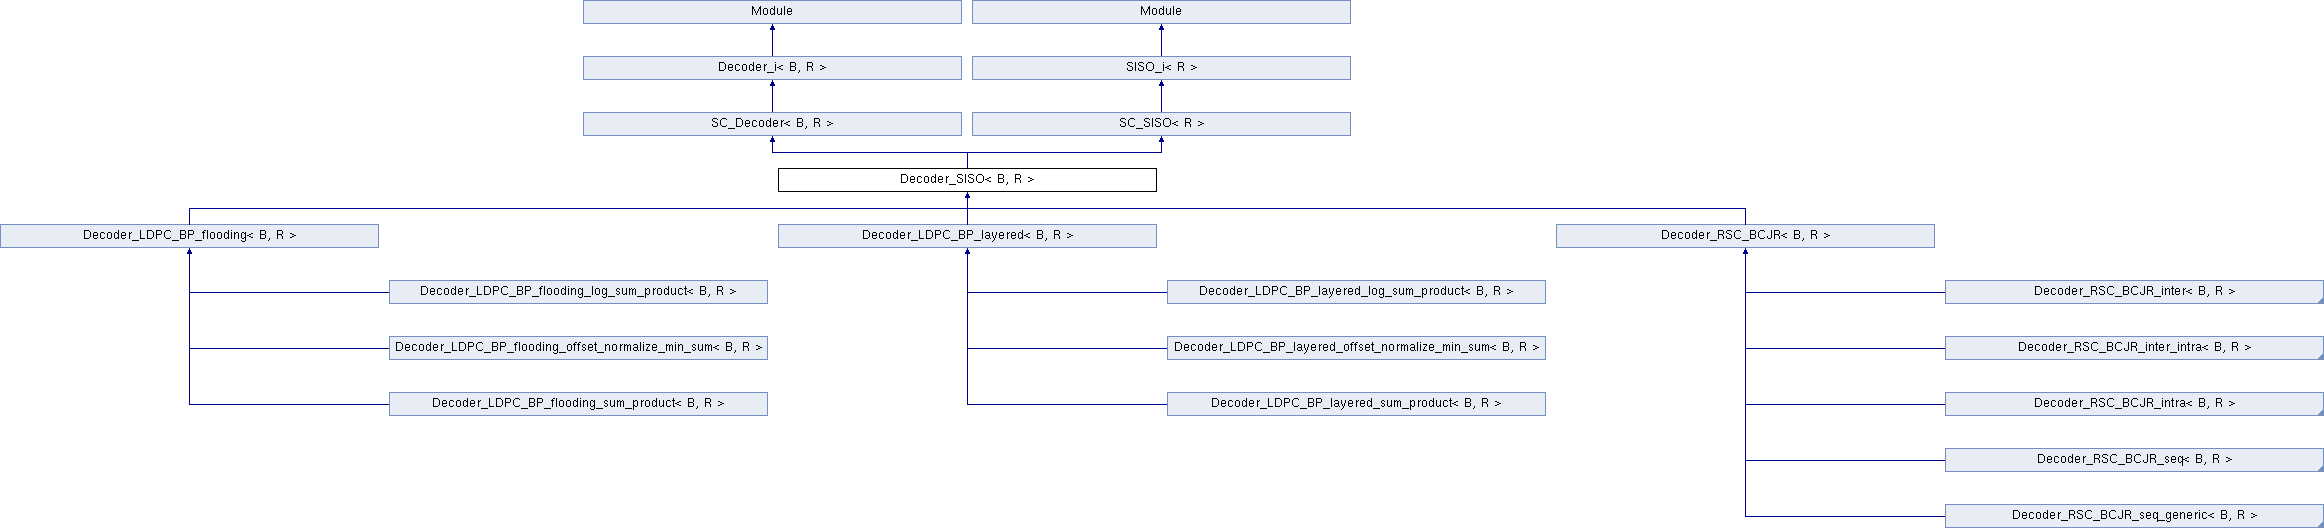 Module
Module
Decoder_i< B, R >
SISO_i< R >
SC_Decoder< B, R >
SC_SISO< R >
Decoder_SISO< B, R >
Decoder_LDPC_BP_flooding< B, R >
Decoder_LDPC_BP_layered< B, R >
Decoder_RSC_BCJR< B, R >
Decoder_LDPC_BP_flooding_log_sum_product< B, R >
Decoder_LDPC_BP_layered_log_sum_product< B, R >
Decoder_RSC_BCJR_inter< B, R >
Decoder_LDPC_BP_flooding_offset_normalize_min_sum< B, R >
Decoder_LDPC_BP_layered_offset_normalize_min_sum< B, R >
Decoder_RSC_BCJR_inter_intra< B, R >
Decoder_LDPC_BP_flooding_sum_product< B, R >
Decoder_LDPC_BP_layered_sum_product< B, R >
Decoder_RSC_BCJR_intra< B, R >
Decoder_RSC_BCJR_seq< B, R >
Decoder_RSC_BCJR_seq_generic< B, R >